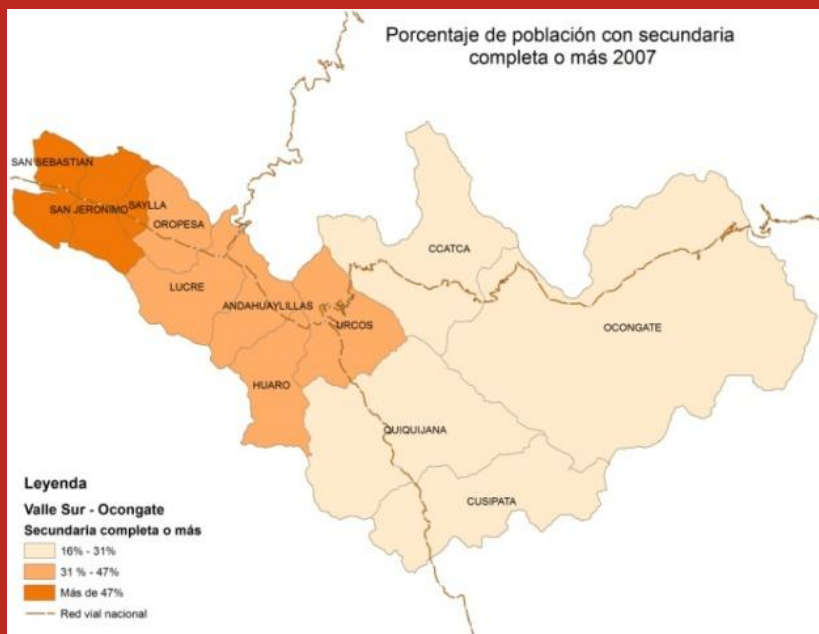 Porcentaje de población con secundaria
completa o más 2007
SAN SEBASTIAN
SAN JERONIMO
SAYLLA
OROPESA
CCATCA
LUCRE
ANDAHUAYLILLAS
URCOS
OCONGATE
HUARO
QUIQUIJANA
CUSIPATA
Leyenda
Valle Sur - Ocongate
Secundaria completa o más
16% - 31%
31 % - 47%
Más de 47%
Red vial nacional